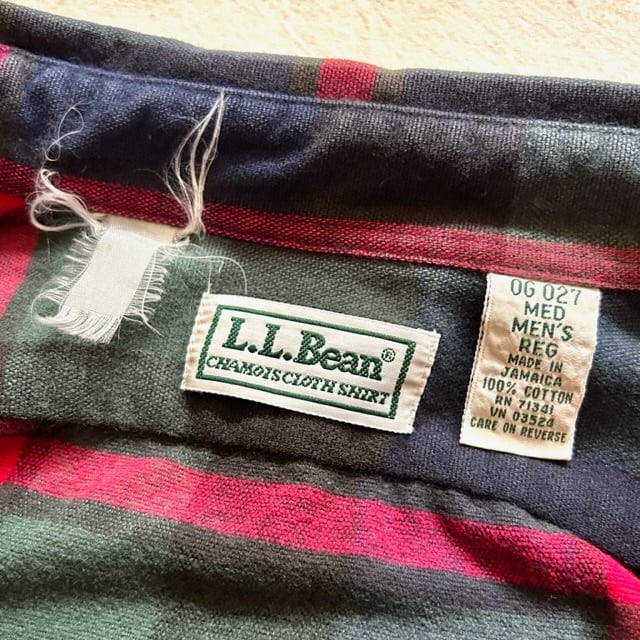 L.L.Bean®
CHAMOIS CLOTH SHIRT
OG 027
MED
MEN'S
REG
MADE IN
JAMAICA
100% COTTON
RN 71341
VN 03524
CARE ON REVERSE